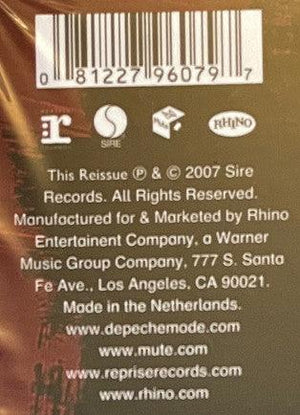 0 81227 96079 7
r SIRE Mute RHINO
This Reissue ℗ & © 2007 Sire
Records. All Rights Reserved.
Manufactured for & Marketed by Rhino
Entertainent Company, a Warner
Music Group Company, 777 S. Santa
Fe Ave., Los Angeles, CA 90021.
Made in the Netherlands.
www.depechemode.com
www.mute.com
www.repriserecords.com
www.rhino.com